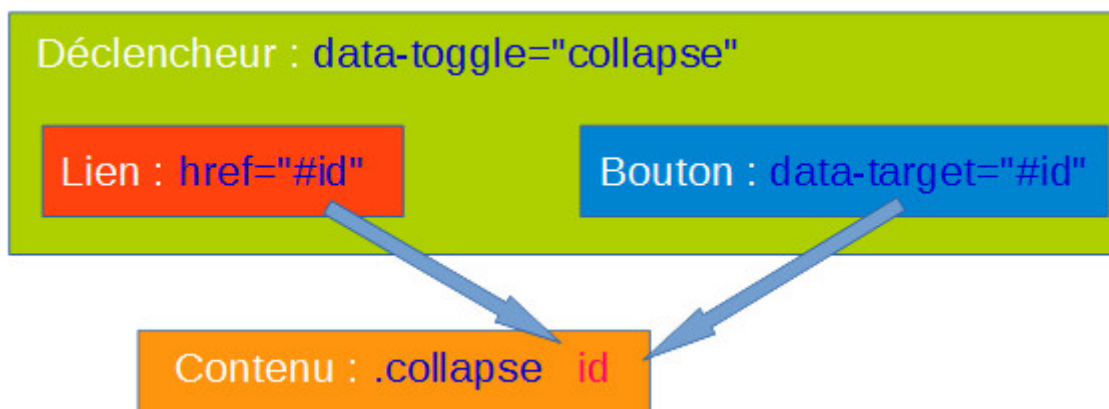 Déclencheur : data-toggle="collapse"
Lien : href="#id"
Bouton : data-target="#id"
Contenu : .collapse id